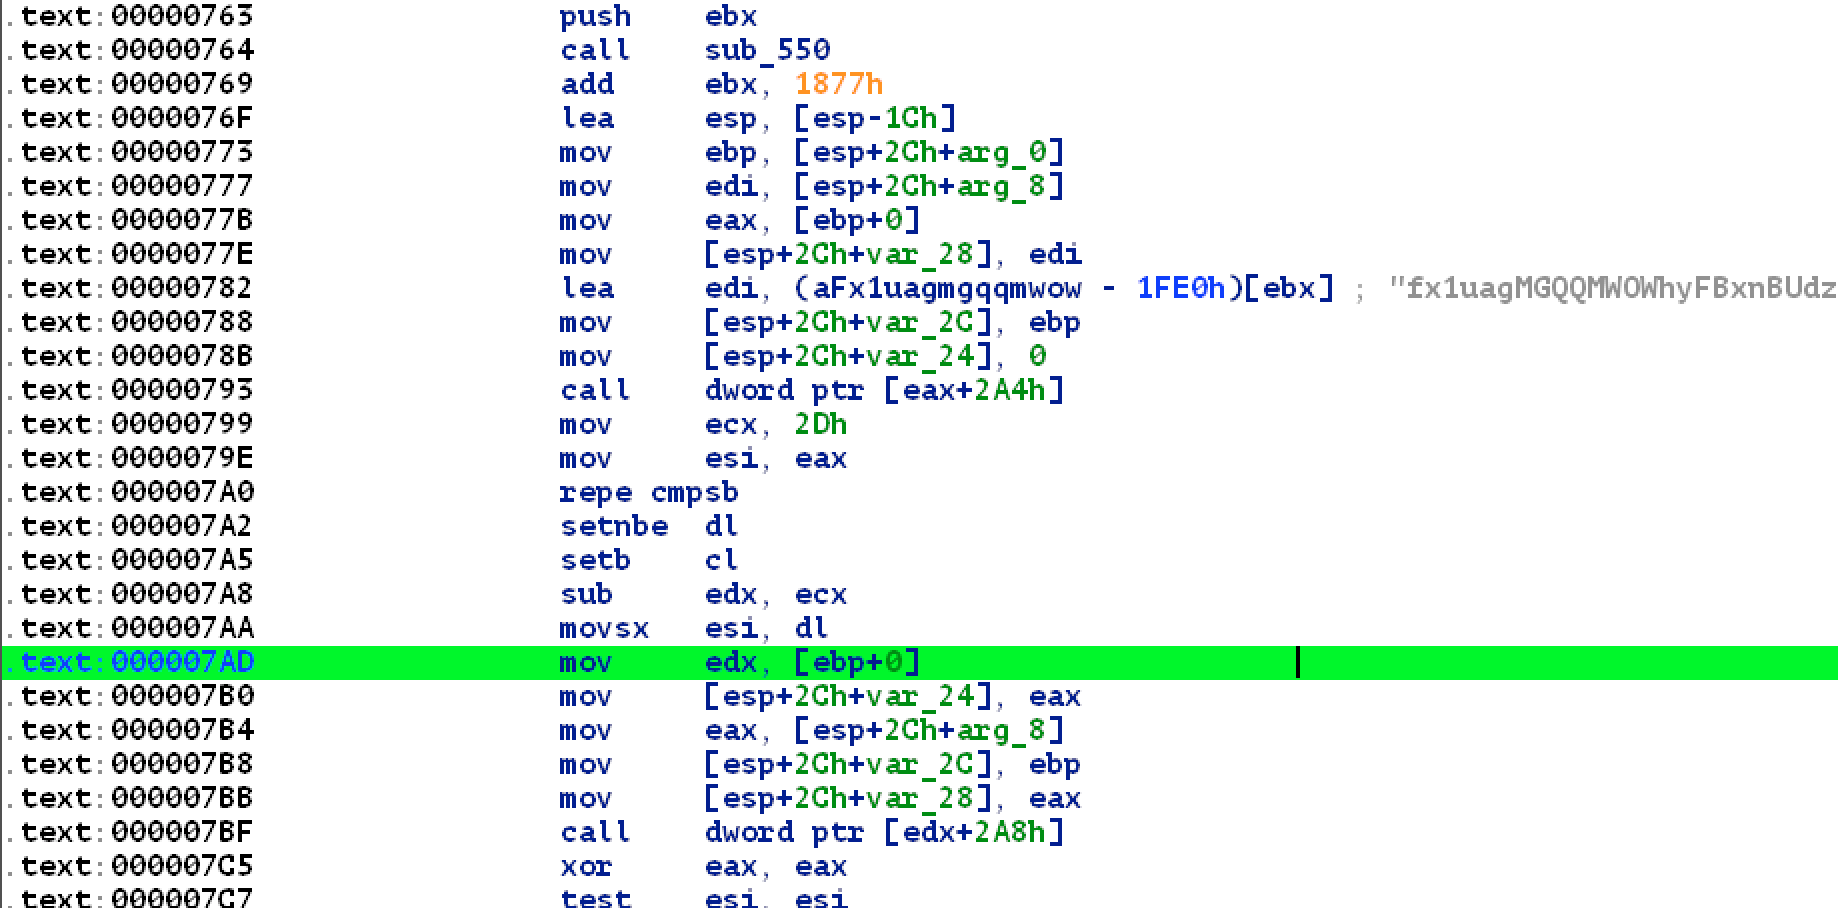 .text:00000763 push ebx
.text:00000764 call sub_550
.text:00000769 add ebx, 1877h
.text:0000076F lea esp, [esp-1Ch]
.text:00000773 mov ebp, [esp+2Ch+arg_0]
.text:00000777 mov edi, [esp+2Ch+arg_8]
.text:0000077B mov eax, [ebp+0]
.text:0000077E mov [esp+2Ch+var_28], edi
.text:00000782 lea edi, (aFx1uagmgqqmwow - 1FE0h)[ebx] ; "fx1uagMGQQMWOWhyFBxnBUdz
.text:00000788 mov [esp+2Ch+var_2C], ebp
.text:0000078B mov [esp+2Ch+var_24], 0
.text:00000793 call dword ptr [eax+2A4h]
.text:00000799 mov ecx, 2Dh
.text:0000079E mov esi, eax
.text:000007A0 repe cmpsb
.text:000007A2 setnbe dl
.text:000007A5 setb cl
.text:000007A8 sub edx, ecx
.text:000007AA movsx esi, dl
.text:000007AD mov edx, [ebp+0]
.text:000007B0 mov [esp+2Ch+var_24], eax
.text:000007B4 mov eax, [esp+2Ch+arg_8]
.text:000007B8 mov [esp+2Ch+var_2C], ebp
.text:000007BB mov [esp+2Ch+var_28], eax
.text:000007BF call dword ptr [edx+2A8h]
.text:000007C5 xor eax, eax
.text:000007C7 test esi, esi